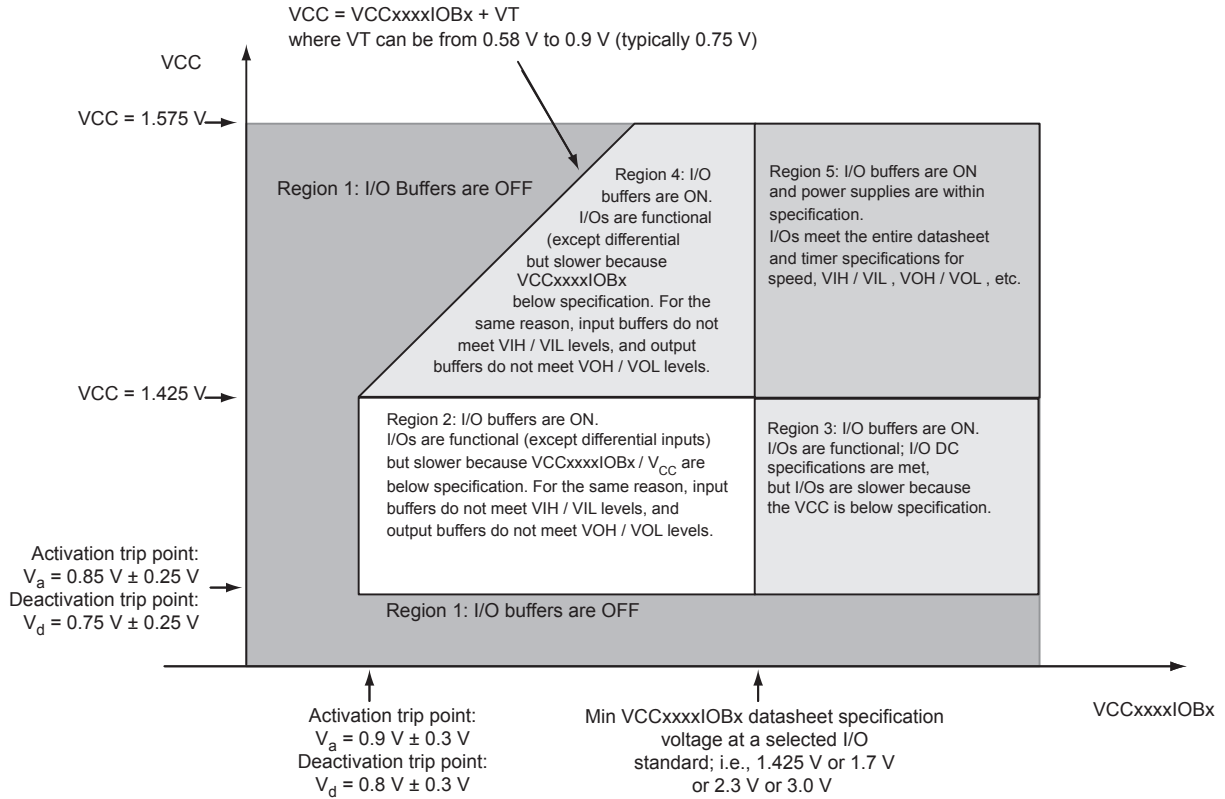 VCC = VCCxxxxIOBx + VT
where VT can be from 0.58 V to 0.9 V (typically 0.75 V)
VCC
VCC = 1.575 V
Region 1: I/O Buffers are OFF
Region 4: I/O
buffers are ON.
I/Os are functional
(except differential
but slower because
VCCxxxxIOBx
below specification. For the
same reason, input buffers do not
meet VIH / VIL levels, and output
buffers do not meet VOH / VOL levels.
Region 5: I/O buffers are ON
and power supplies are within
specification.
I/Os meet the entire datasheet
and timer specifications for
speed, VIH / VIL , VOH / VOL , etc.
VCC = 1.425 V
Region 2: I/O buffers are ON.
I/Os are functional (except differential inputs)
but slower because VCCxxxxIOBx / VCC are
below specification. For the same reason, input
buffers do not meet VIH / VIL levels, and
output buffers do not meet VOH / VOL levels.
Region 3: I/O buffers are ON.
I/Os are functional; I/O DC
specifications are met,
but I/Os are slower because
the VCC is below specification.
Activation trip point:
Va = 0.85 V ± 0.25 V
Deactivation trip point:
Vd = 0.75 V ± 0.25 V
Region 1: I/O buffers are OFF
Activation trip point:
Va = 0.9 V ± 0.3 V
Deactivation trip point:
Vd = 0.8 V ± 0.3 V
Min VCCxxxxIOBx datasheet specification
voltage at a selected I/O
standard; i.e., 1.425 V or 1.7 V
or 2.3 V or 3.0 V
VCCxxxxIOBx